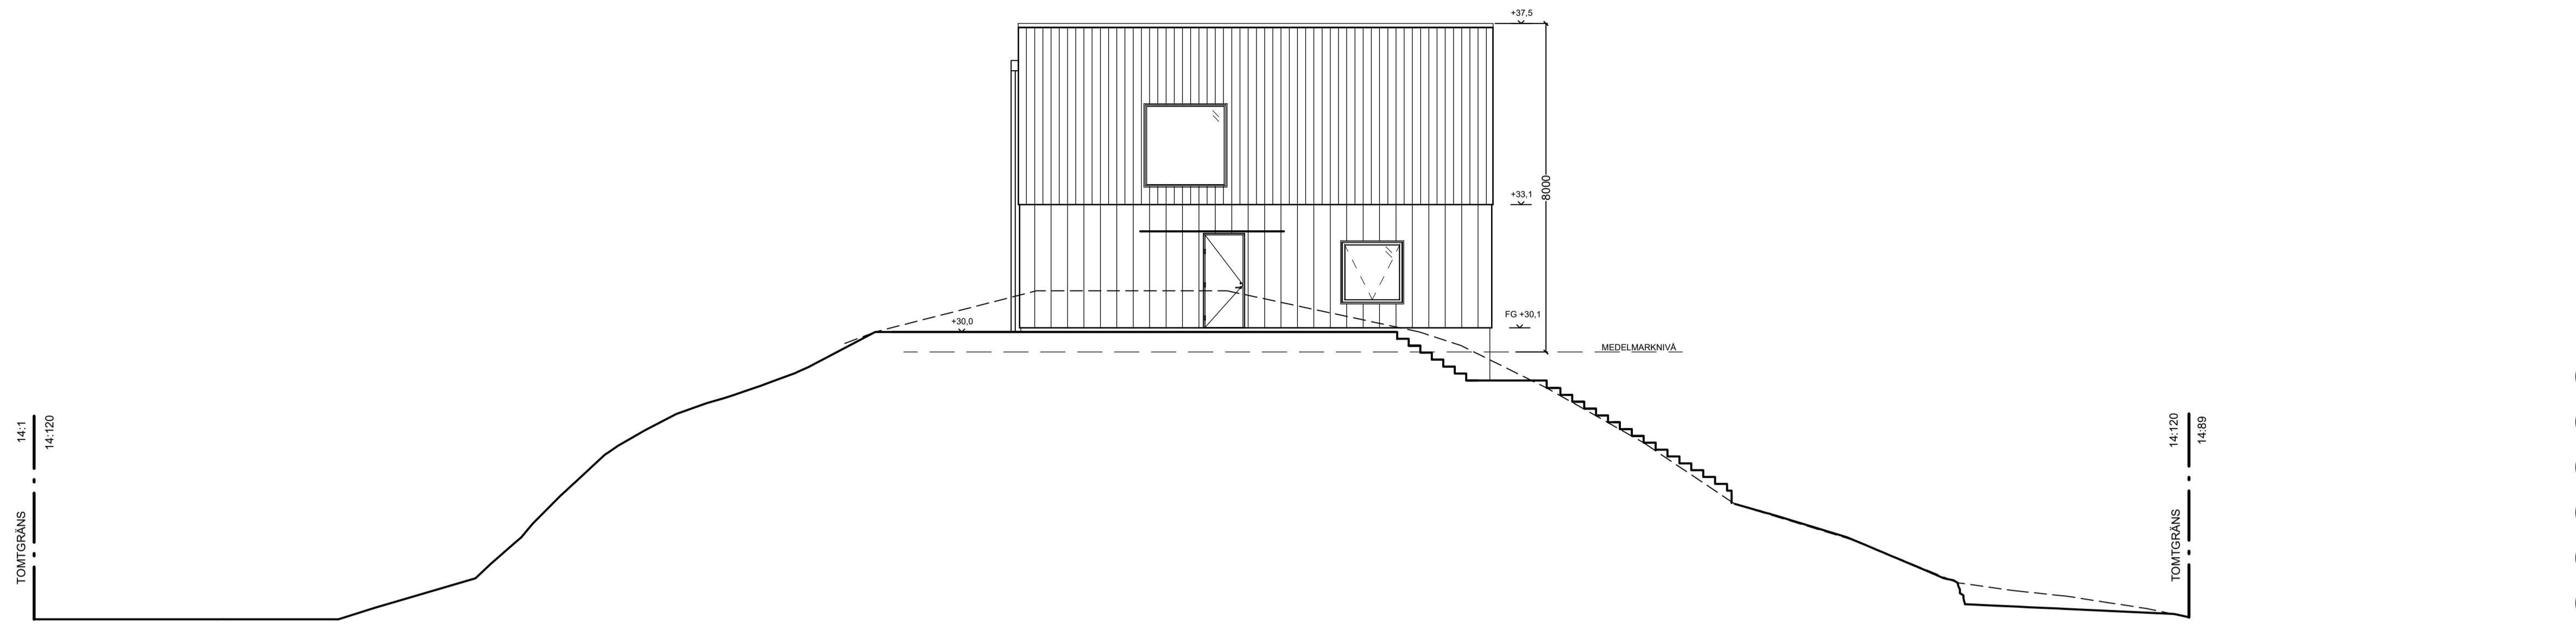 +37,5
+33,1
8000
+30,0
FG +30,1
MEDELMARKNIVÅ
14:1
14:120
TOMTGRÄNS
14:120
14:89
TOMTGRÄNS